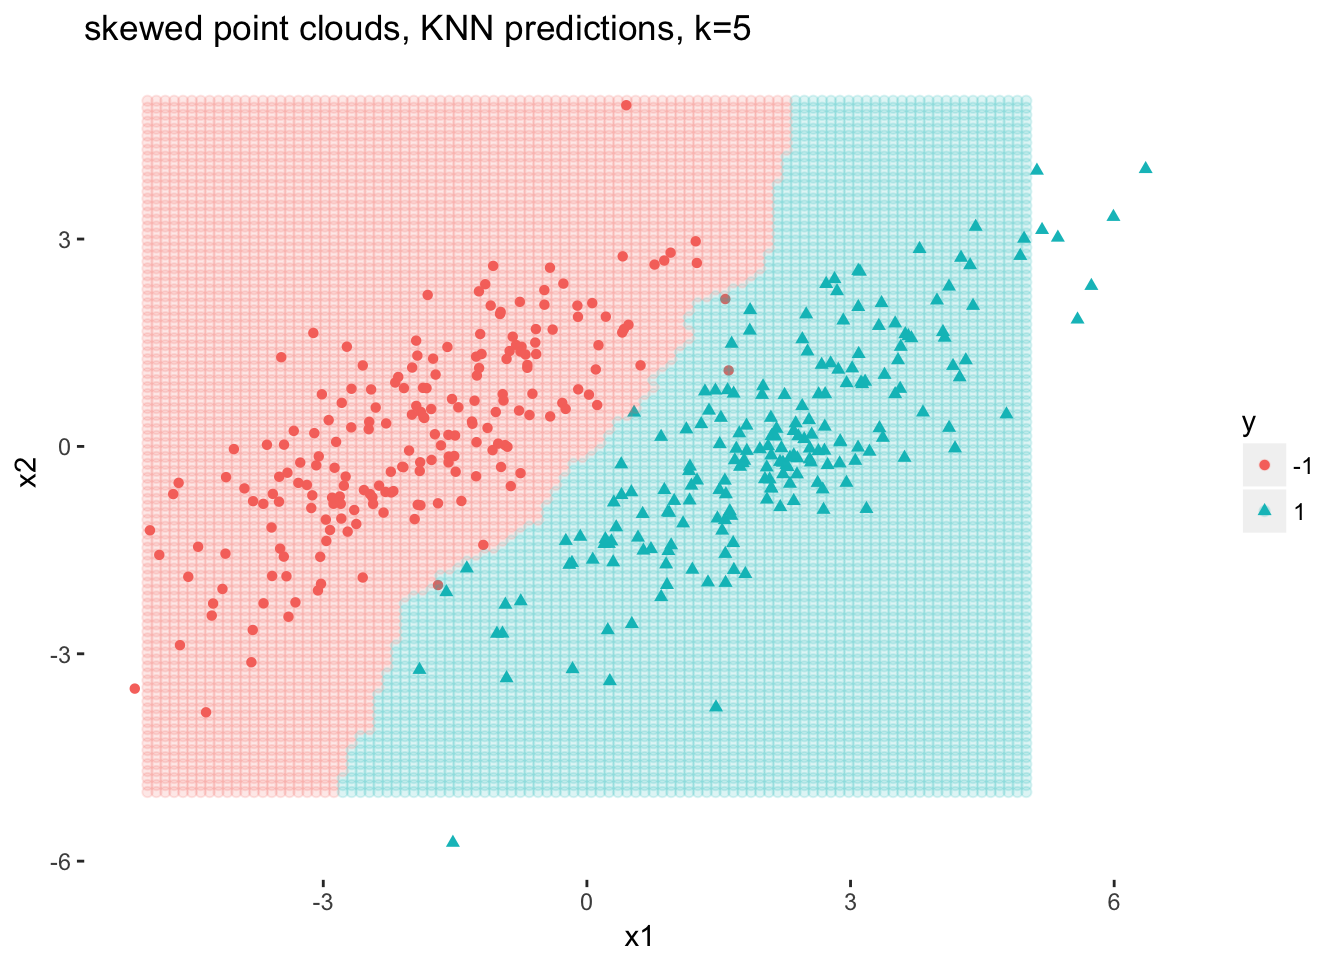 skewed point clouds, KNN predictions, k=5
3
0
-3
-6
x2
-3
0
3
6
x1
y
-1
1